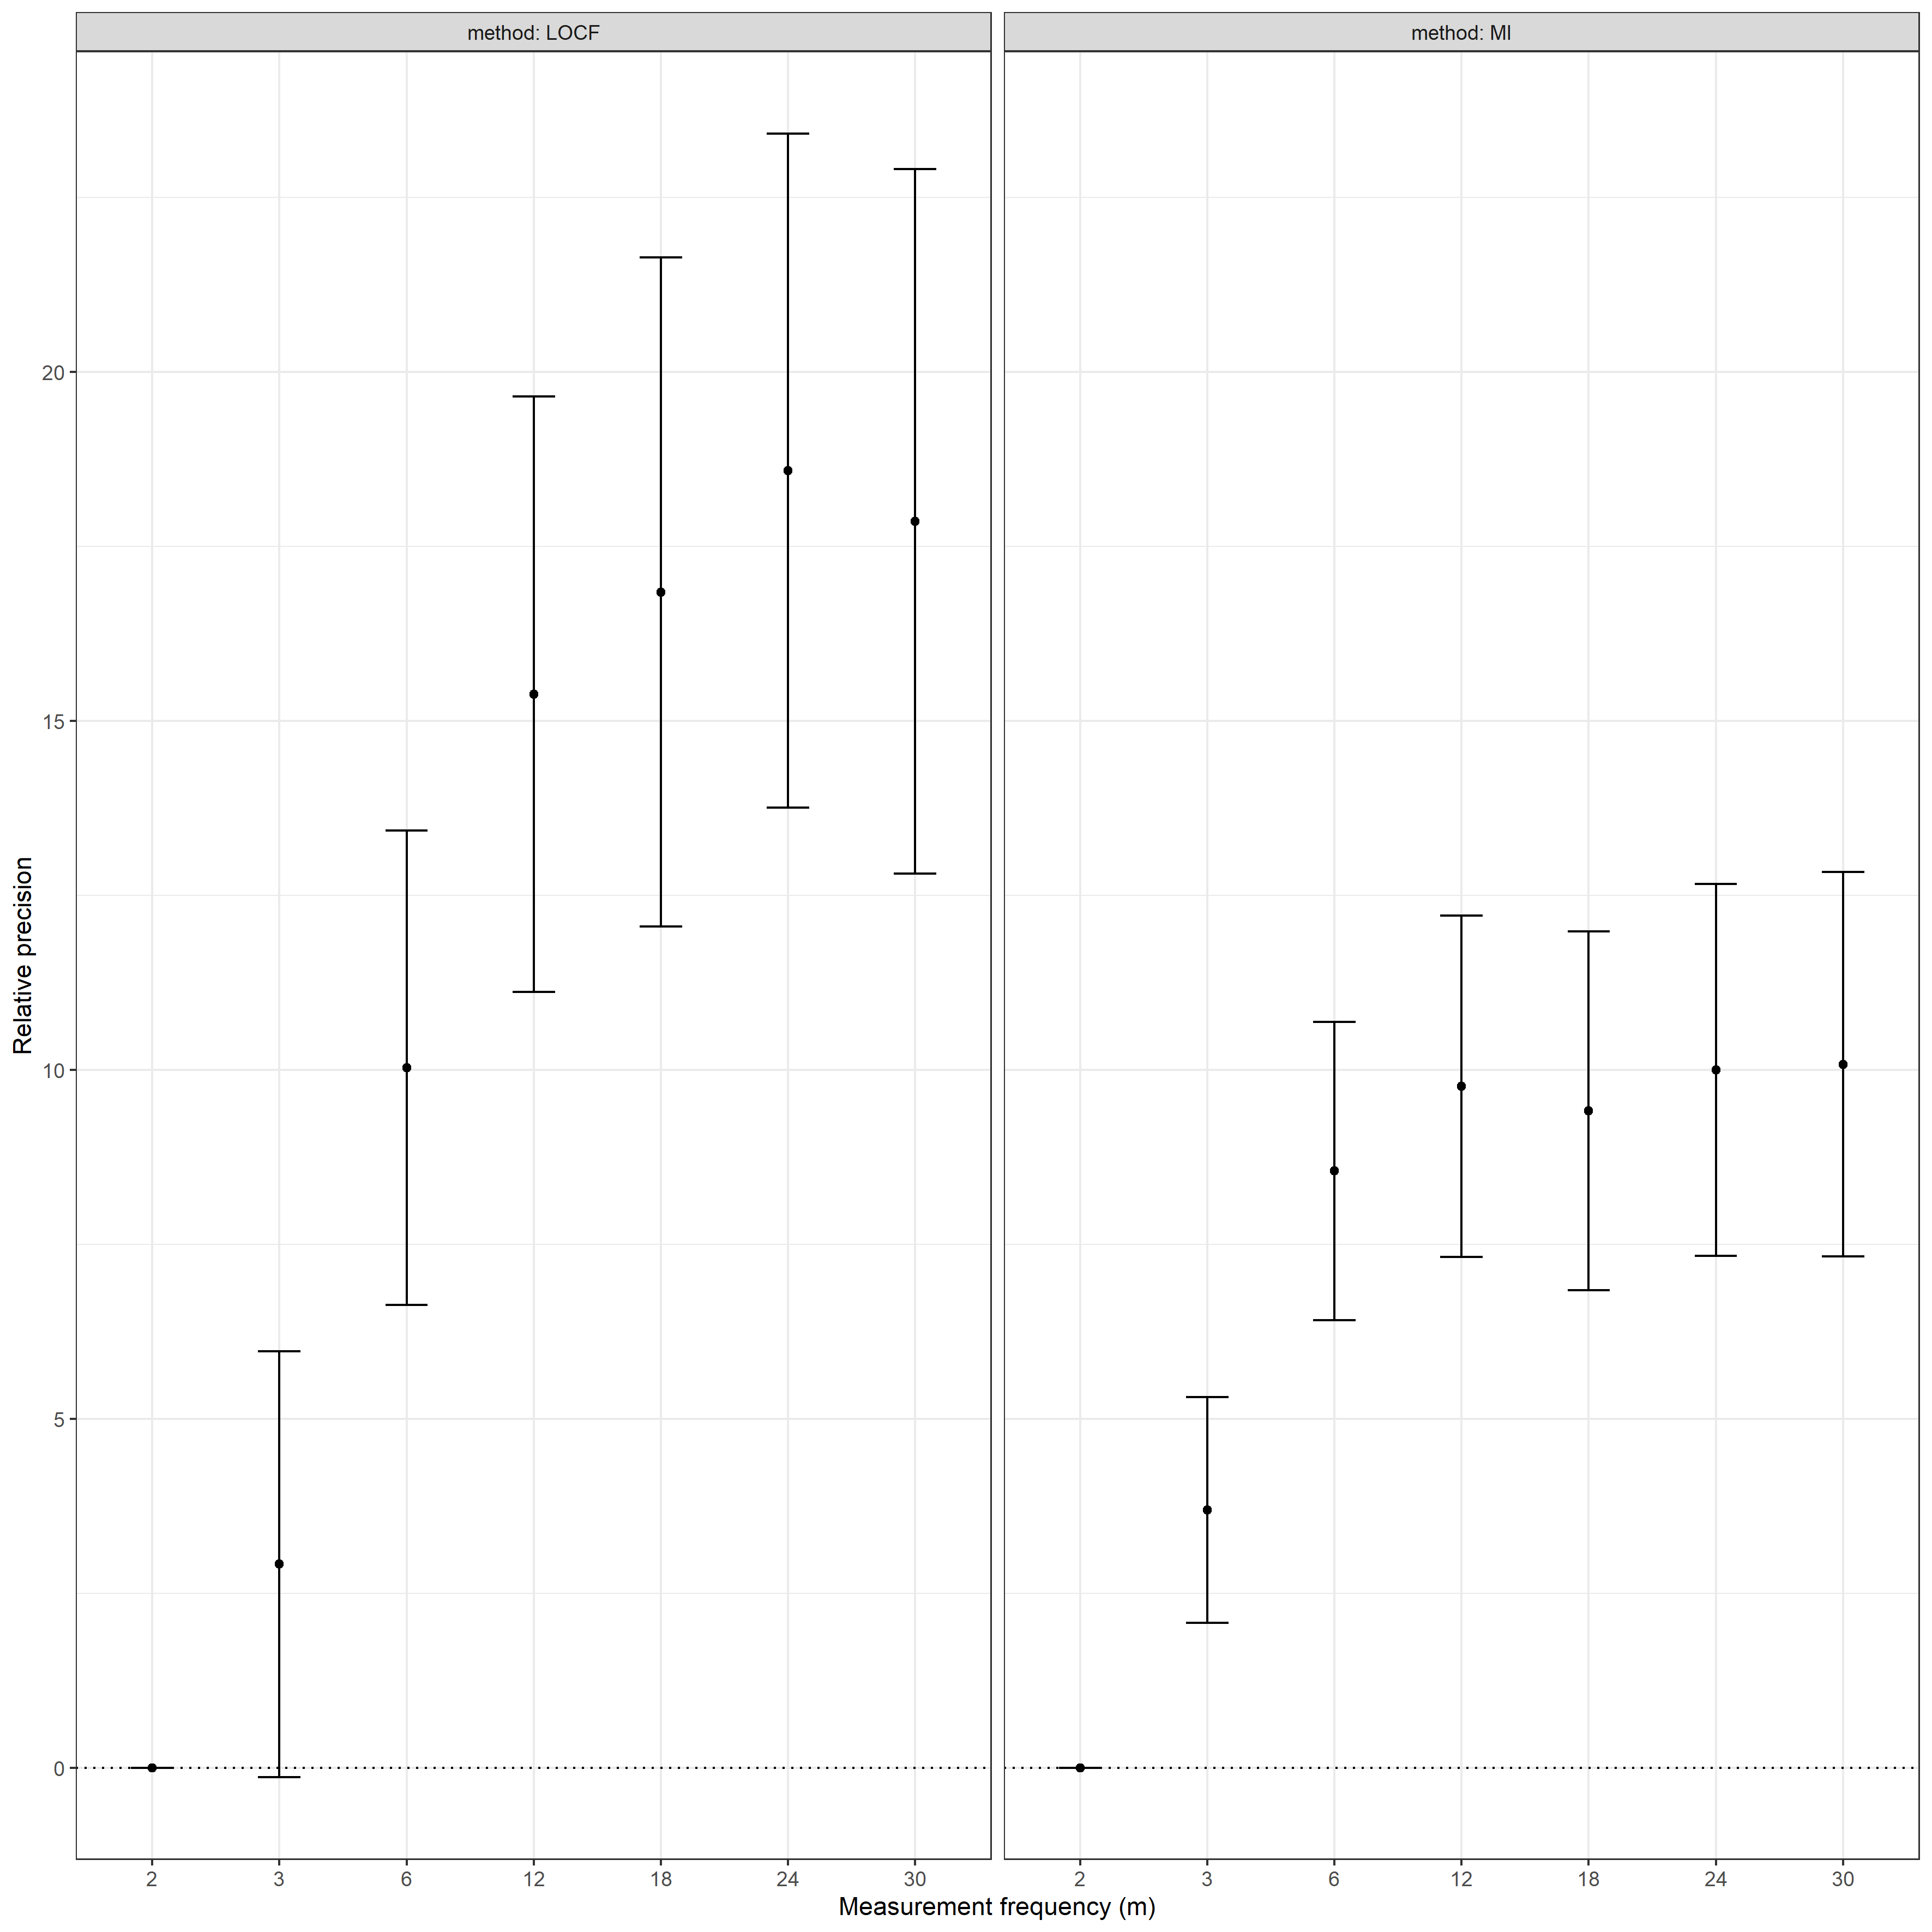 method: LOCF
method: MI
Relative precision
20
15
10
5
0
2 3 6 12 18 24 30
2 3 6 12 18 24 30
Measurement frequency (m)